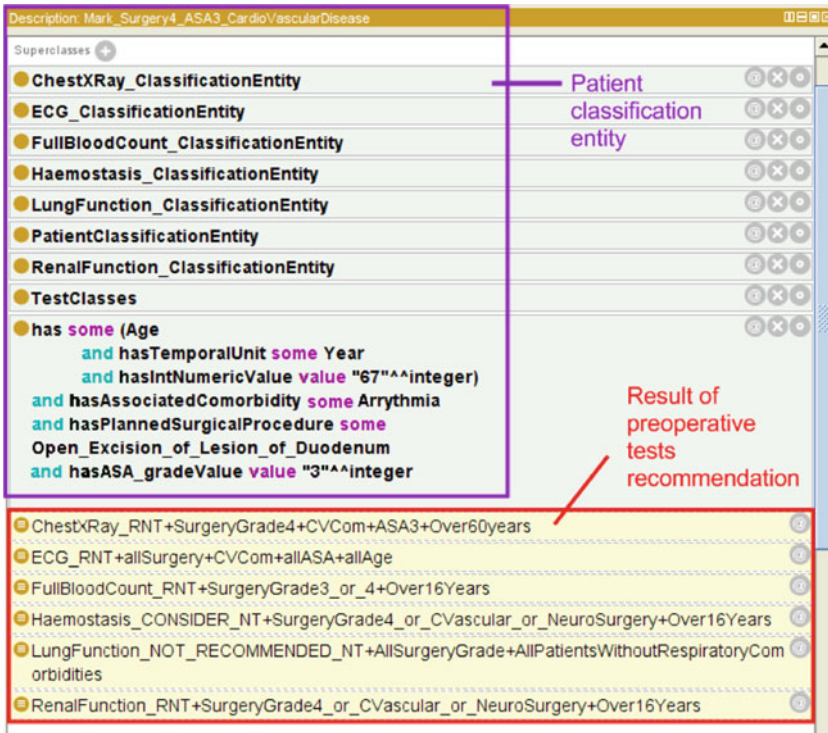 Description: Mark_Surgery4_ASA3_CardioVascularDisease
Superclasses
ChestXRay_ClassificationEntity
ECG_ClassificationEntity
FullBloodCount_ClassificationEntity
Haemostasis_ClassificationEntity
LungFunction_ClassificationEntity
PatientClassificationEntity
RenalFunction_ClassificationEntity
TestClasses
has some (Age
and hasTemporalUnit some Year
and hasIntNumericValue value "67"^^integer)
and hasAssociatedComorbidity some Arrythmia
and hasPlannedSurgicalProcedure some
Open_Excision_of_Lesion_of_Duodenum
and hasASA_gradeValue value "3"^^integer
Patient
classification
entity
Result of
preoperative
tests
recommendation
ChestXRay_RNT+SurgeryGrade4+CVCom+ASA3+Over60years
ECG_RNT+allSurgery+CVCom+allASA+allAge
FullBloodCount_RNT+SurgeryGrade3_or_4+Over16Years
Haemostasis_CONSIDER_NT+SurgeryGrade4_or_CVascular_or_NeuroSurgery+Over16Years
LungFunction_NOT_RECOMMENDED_NT+AllSurgeryGrade+AllPatientsWithoutRespiratoryCom
orbidities
RenalFunction_RNT+SurgeryGrade4_or_CVascular_or_NeuroSurgery+Over16Years